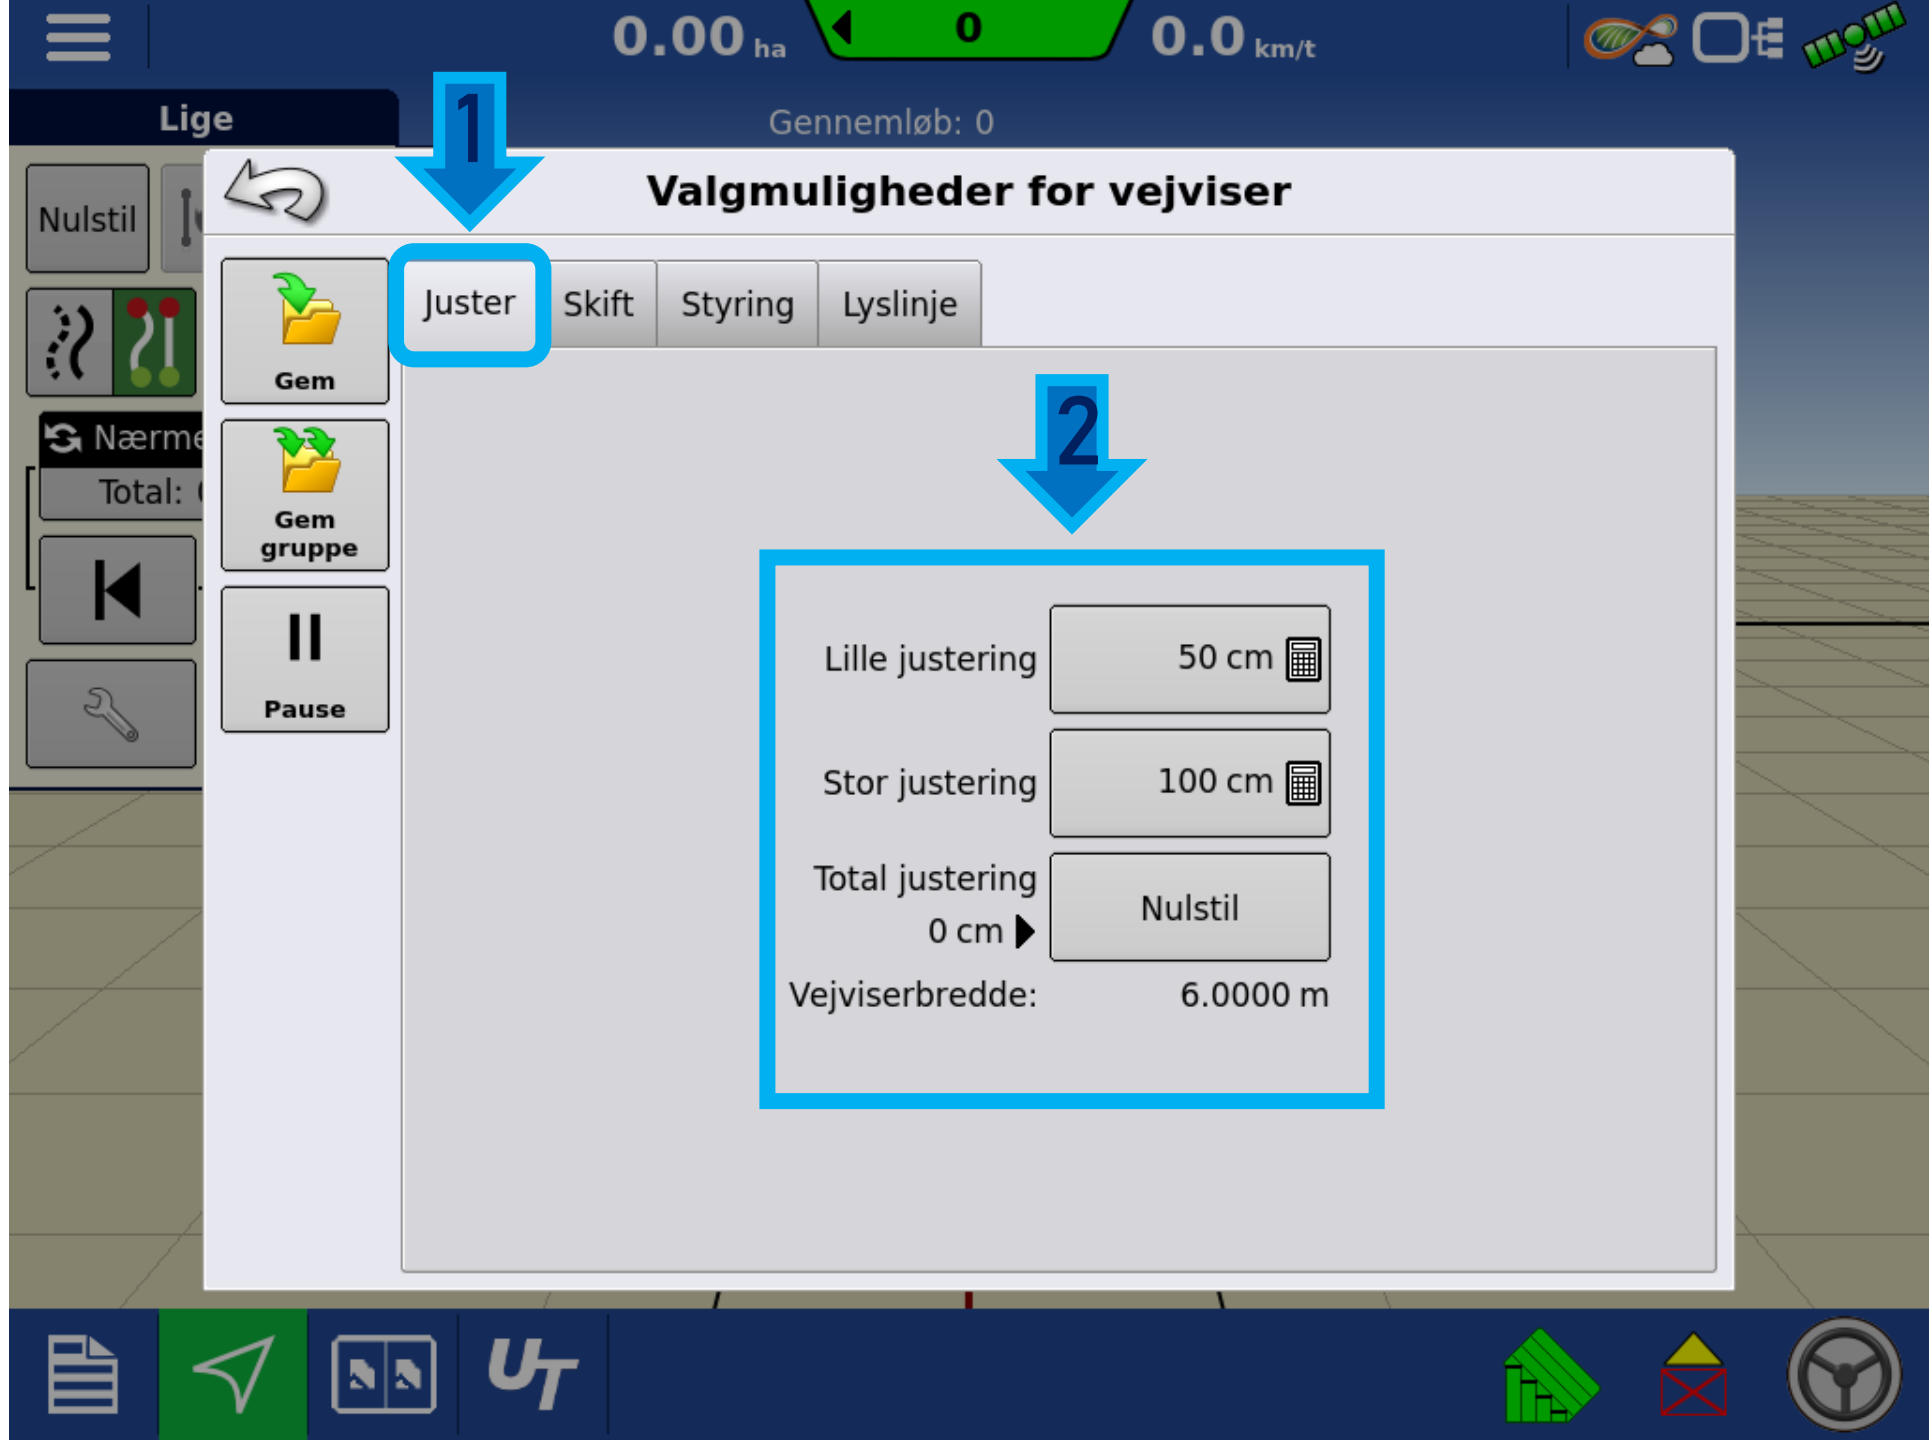 0.00 ha
0
0.0 km/t
Lige
1
Gennemløb: 0
Valgmuligheder for vejviser
Nulstil
Juster
Skift
Styring
Lyslinje
Gem
2
Nærme
Total:
Gem
gruppe
Lille justering
50 cm
Pause
Stor justering
100 cm
Total justering
0 cm
Nulstil
Vejviserbredde:
6.0000 m
UT